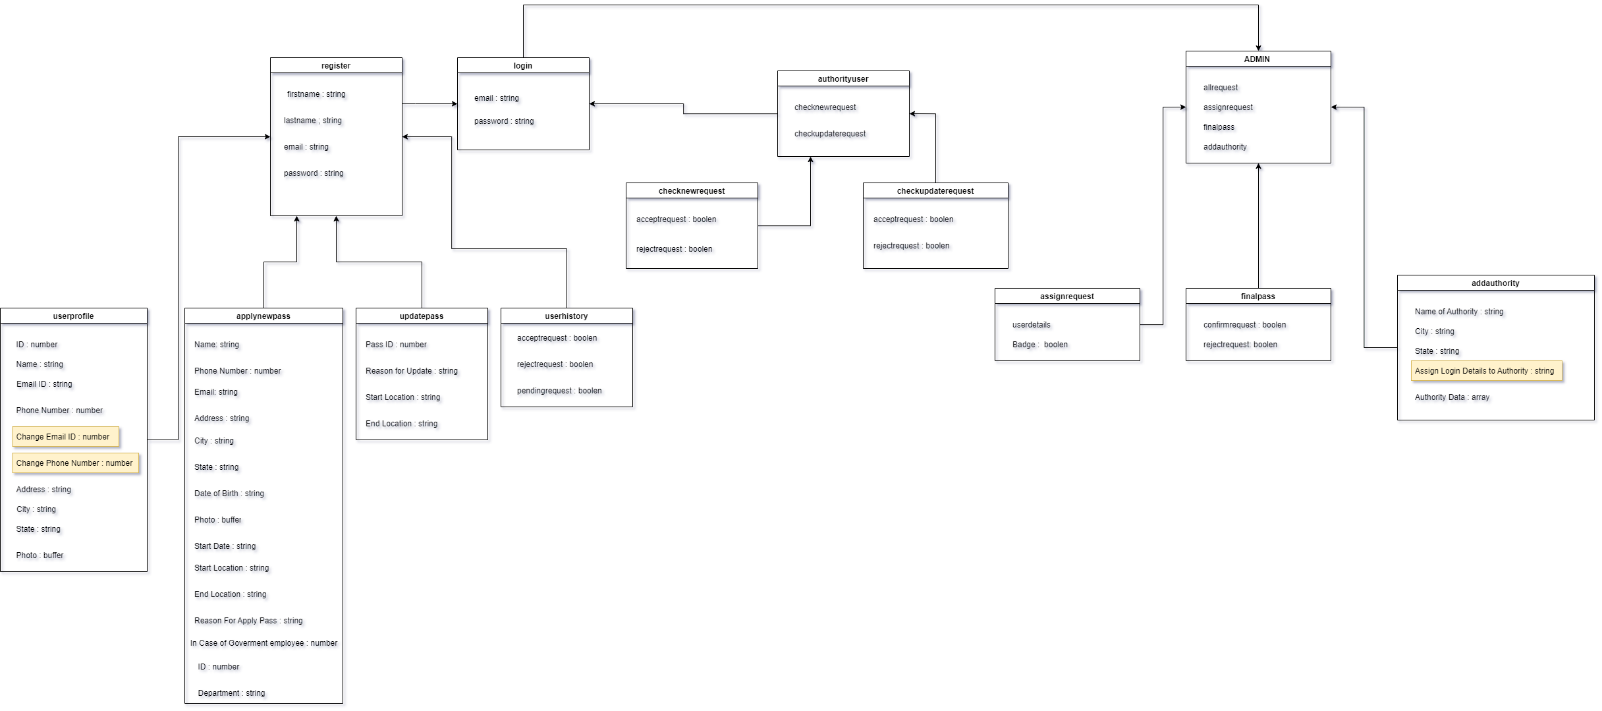 register
firstname : string
lastname : string
email : string
password : string
login
email : string
password : string
authorityuser
checknewrequest
checkupdaterequest
ADMIN
allrequest
assignrequest
finalpass
addauthority
checknewrequest
acceptrequest : boolen
rejectrequest : boolen
checkupdaterequest
acceptrequest : boolen
rejectrequest : boolen
userprofile
ID : number
Name : string
Email ID : string
Phone Number : number
Change Email ID : number
Change Phone Number : number
Address : string
City : string
State : string
Photo : buffer
applynewpass
Name: string
Phone Number : number
Email: string
Address : string
City : string
State : string
Date of Birth : string
Photo : buffer
Start Date : string
Start Location : string
End Location : string
Reason For Apply Pass : string
In Case of Goverment employee : number
ID : number
Department : string
updatepass
Pass ID : number
Reason for Update : string
Start Location : string
End Location : string
userhistory
acceptrequest : boolen
rejectrequest : boolen
pendingrequest : boolen
assignrequest
userdetails
Badge : boolen
finalpass
confirmrequest : boolen
rejectrequest: boolen
addauthority
Name of Authority : string
City : string
State : string
Assign Login Details to Authority : string
Authority Data : array